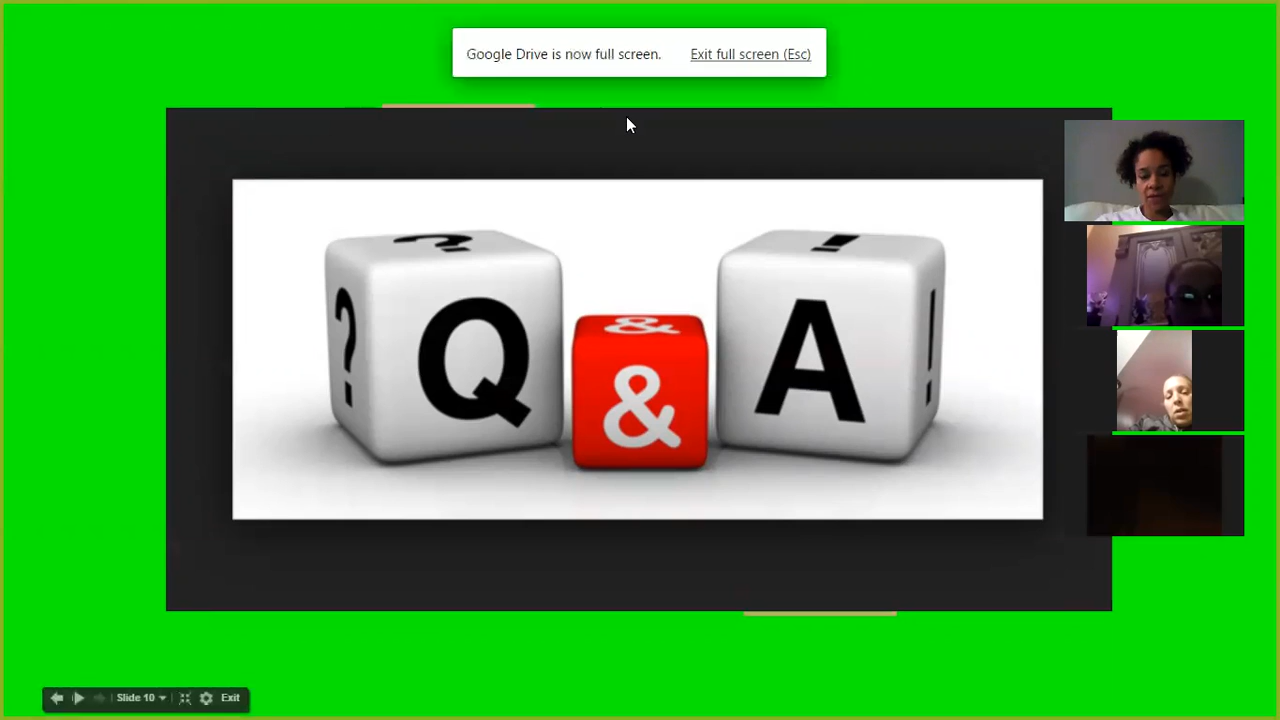 Google Drive is now full screen. Exit full screen (Esc)
? ? Q & & A ! !
Slide 10 Exit